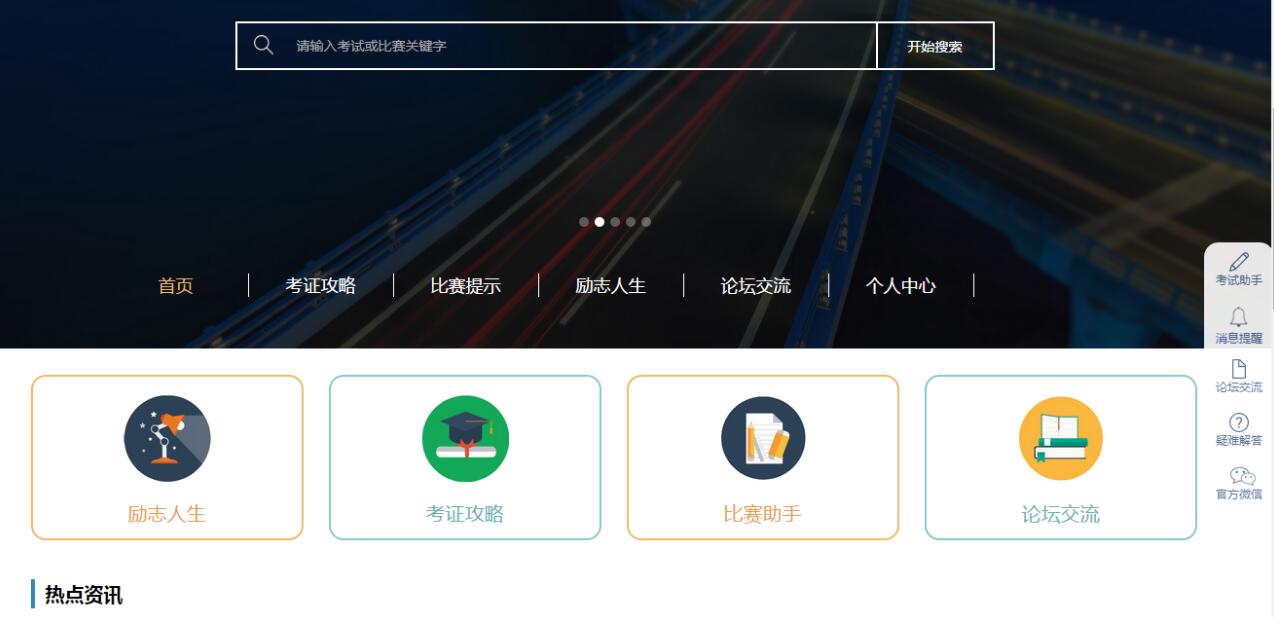 请输入考试或比赛关键字 开始搜索
首页 考证攻略 比赛提示 励志人生 论坛交流 个人中心
考试助手
消息提醒
论坛交流
疑难解答
官方微信
励志人生 考证攻略 比赛助手 论坛交流
热点资讯